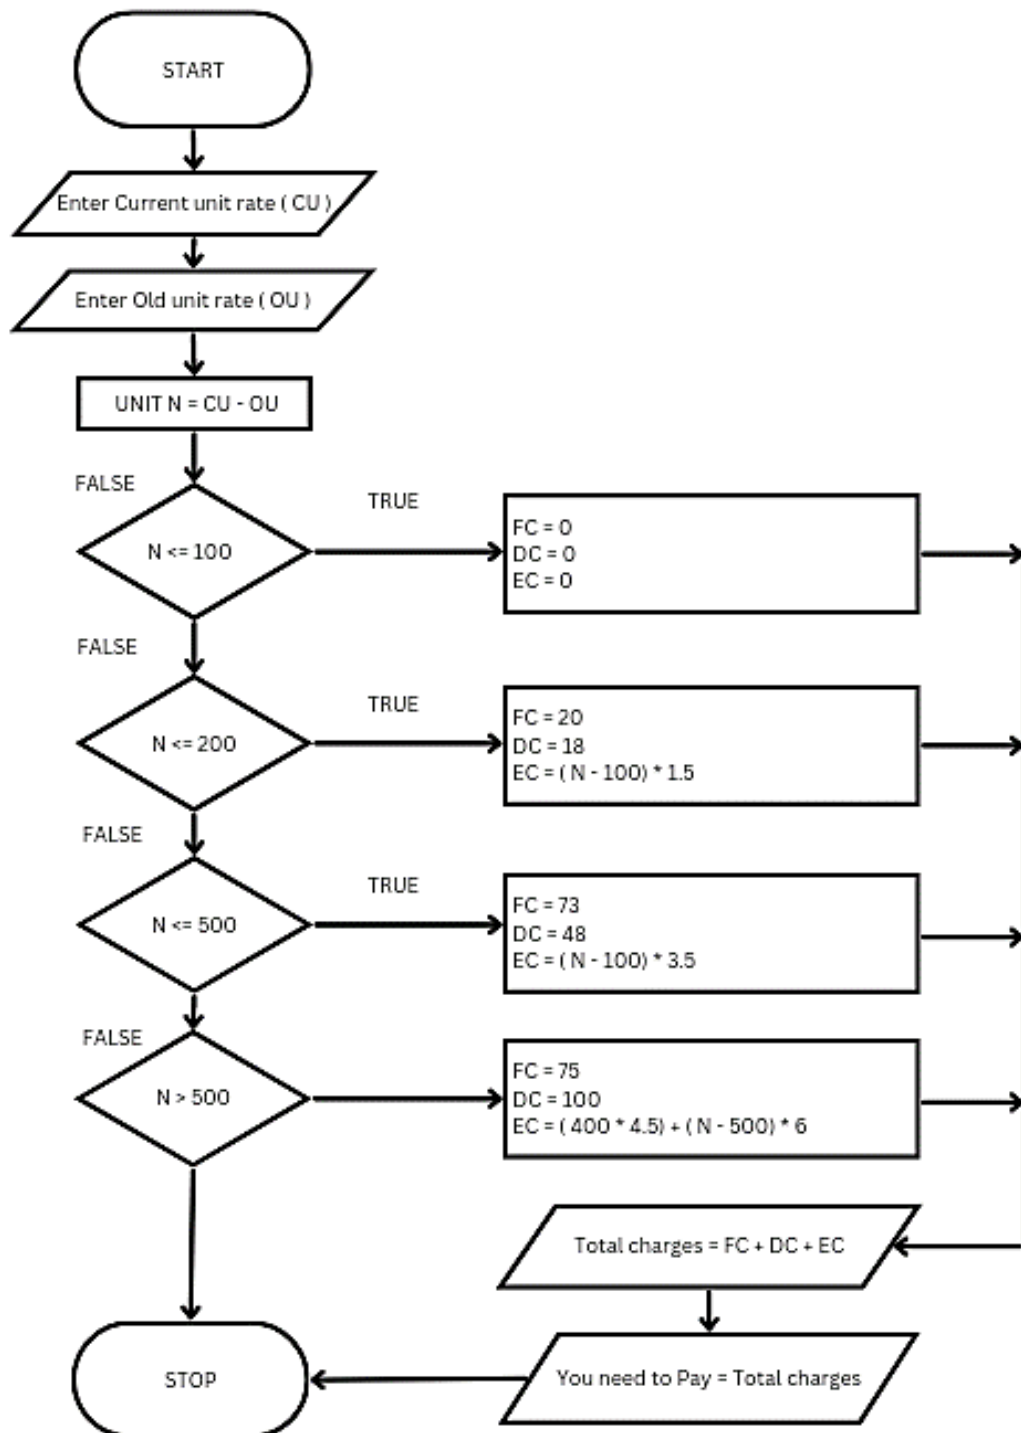 START
Enter Current unit rate ( CU )
Enter Old unit rate ( OU )
UNIT N = CU - OU
FALSE
TRUE
N <= 100
FC = 0
DC = 0
EC = 0
FALSE
TRUE
N <= 200
FC = 20
DC = 18
EC = ( N - 100) * 1.5
FALSE
TRUE
N <= 500
FC = 73
DC = 48
EC = ( N - 100) * 3.5
FALSE
N > 500
FC = 75
DC = 100
EC = ( 400 * 4.5) + ( N - 500) * 6
Total charges = FC + DC + EC
You need to Pay = Total charges
STOP